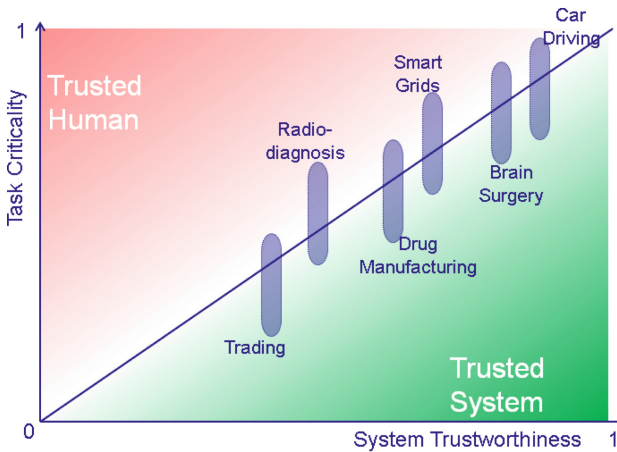 1
Task Criticality
Trusted
Human
Radio-
diagnosis
Smart
Grids
Car
Driving
Trading
Drug
Manufacturing
Brain
Surgery
Trusted
System
0
System Trustworthiness
1